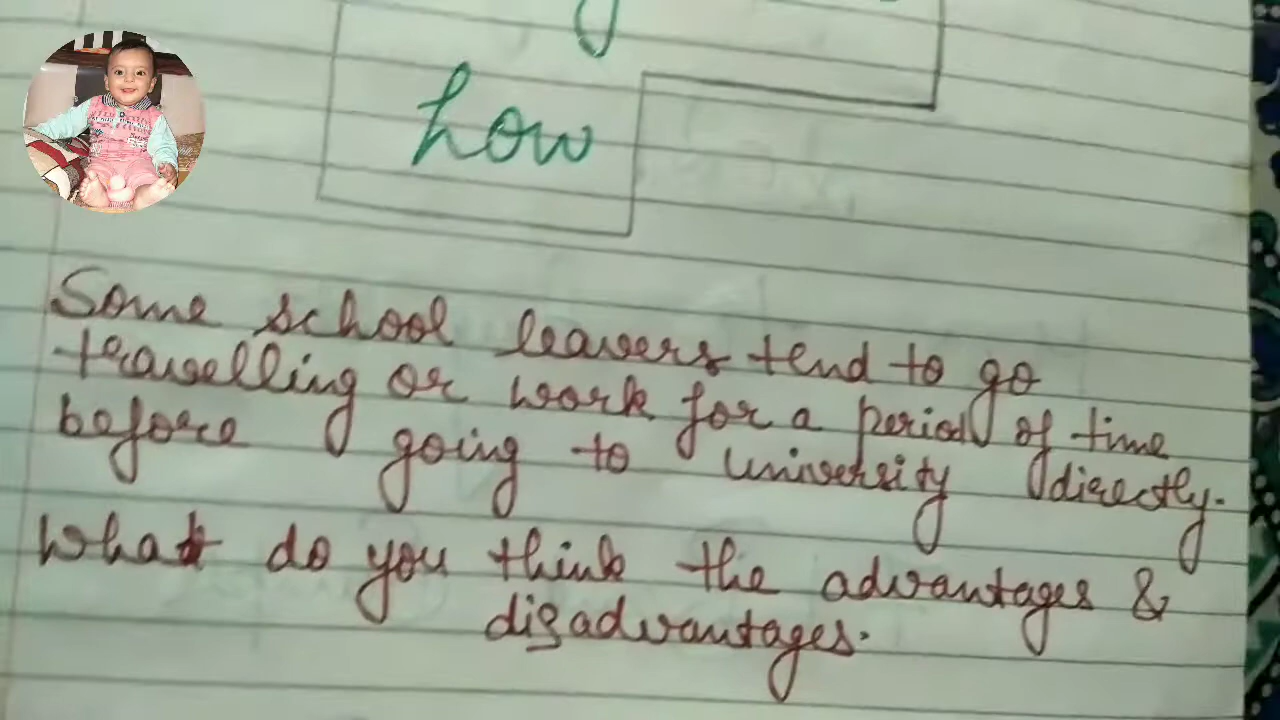 how
Some school leavers tend to go
travelling or work for a period of time
before going to university directly.
What do you think the advantages &
disadvantages.